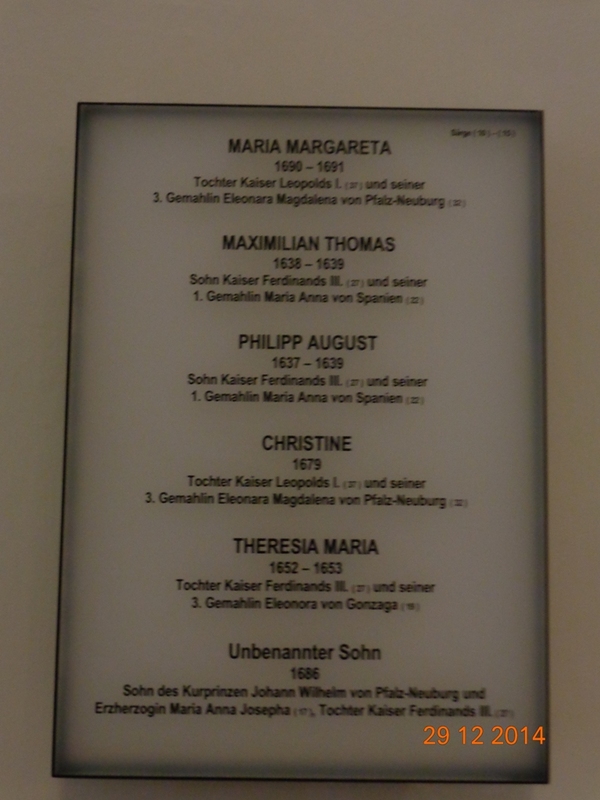 MARIA MARGARETA
1690 – 1691
Tochter Kaiser Leopolds I. und seiner
3. Gemahlin Eleonara Magdalena von Pfalz-Neuburg
MAXIMILIAN THOMAS
1638 – 1639
Sohn Kaiser Ferdinands III. und seiner
1. Gemahlin Maria Anna von Spanien
PHILIPP AUGUST
1637 – 1639
Sohn Kaiser Ferdinands III. und seiner
1. Gemahlin Maria Anna von Spanien
CHRISTINE
1679
Tochter Kaiser Leopolds I. und seiner
3. Gemahlin Eleonara Magdalena von Pfalz-Neuburg
THERESIA MARIA
1652 – 1653
Tochter Kaiser Ferdinands III. und seiner
3. Gemahlin Eleonora von Gonzaga
Unbenannter Sohn
1686
Sohn des Kurprinzen Johann Wilhelm von Pfalz-Neuburg und
Erzherzogin Maria Anna Josepha , Tochter Kaiser Ferdinands III.
29 12 2014